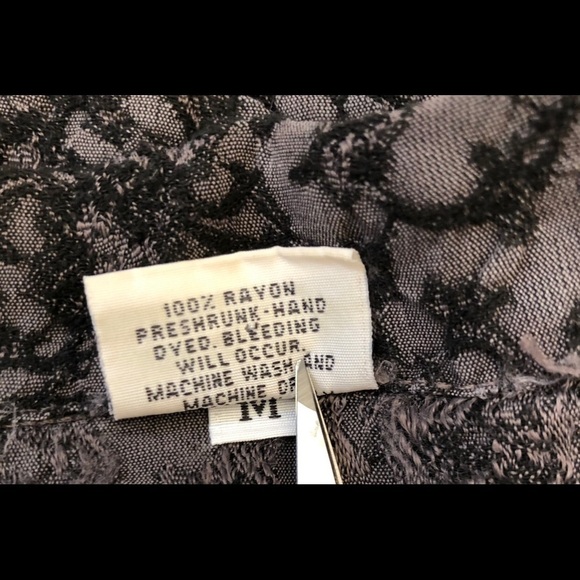 100% RAYON
PRESHRUNK-HAND
DYED. BLEEDING
WILL OCCUR.
MACHINE WASH AND
MACHINE
M